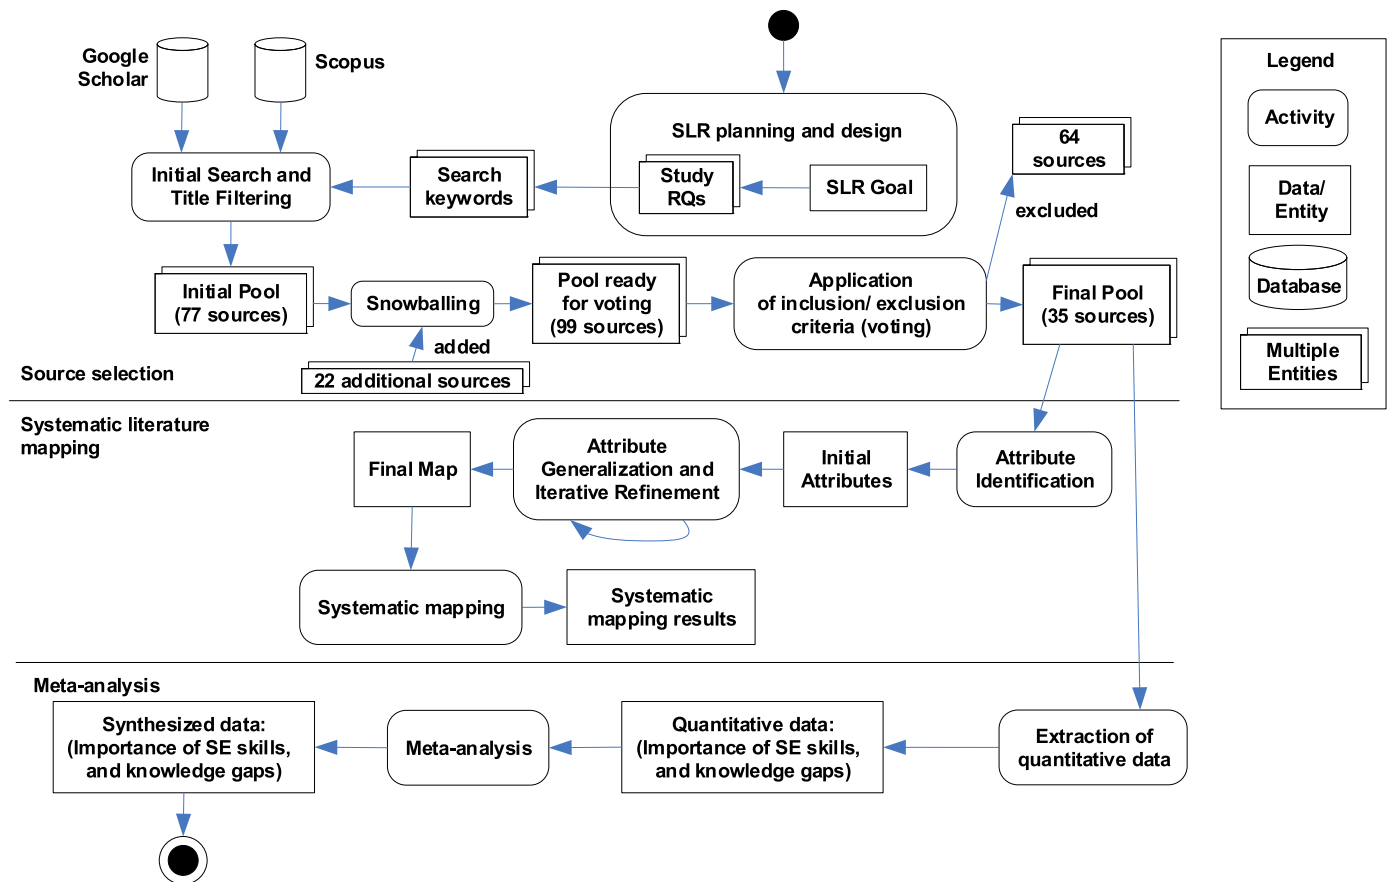 Google
Scholar
Scopus
SLR planning and design
Study
RQs
SLR Goal
Search
keywords
Initial Search and
Title Filtering
64
sources
excluded
Initial Pool
(77 sources)
Snowballing
added
22 additional sources
Pool ready
for voting
(99 sources)
Application
of inclusion/ exclusion
criteria (voting)
Final Pool
(35 sources)
Source selection
Legend
Activity
Data/
Entity
Database
Multiple
Entities
Systematic literature
mapping
Final Map
Attribute
Generalization and
Iterative Refinement
Initial
Attributes
Attribute
Identification
Systematic mapping
Systematic
mapping results
Meta-analysis
Synthesized data:
(Importance of SE skills,
and knowledge gaps)
Meta-analysis
Quantitative data:
(Importance of SE skills,
and knowledge gaps)
Extraction of
quantitative data